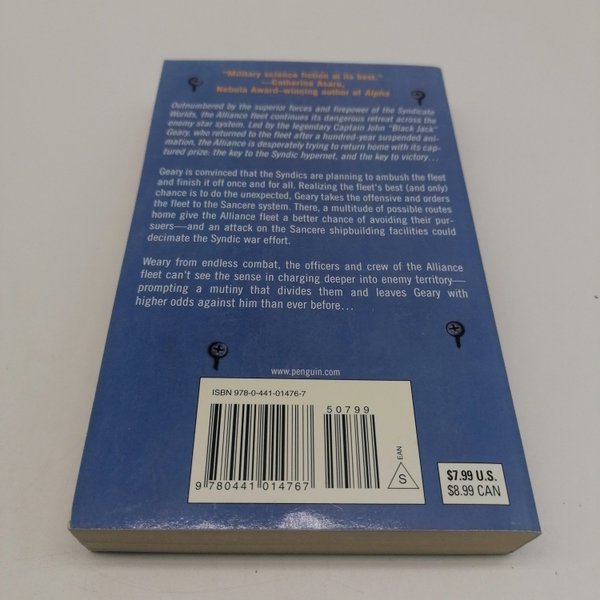 "Military science fiction at its best."
—Catherine Asaro,
Nebula Award–winning author of Alpha
Outnumbered by the superior forces and firepower of the Syndicate
Worlds, the Alliance fleet continues its dangerous retreat across the
enemy star system. Led by the legendary Captain John "Black Jack"
Geary, who returned to the fleet after a hundred-year suspended ani-
mation, the Alliance is desperately trying to return home with its cap-
tured prize: the key to the Syndic hypernet, and the key to victory...
Geary is convinced that the Syndics are planning to ambush the fleet
and finish it off once and for all. Realizing the fleet's best (and only)
chance is to do the unexpected, Geary takes the offensive and orders
the fleet to the Sancere system. There, a multitude of possible routes
home give the Alliance fleet a better chance of avoiding their pur-
suers—and an attack on the Sancere shipbuilding facilities could
decimate the Syndic war effort.
Weary from endless combat, the officers and crew of the Alliance
fleet can't see the sense in charging deeper into enemy territory—
prompting a mutiny that divides them and leaves Geary with
higher odds against him than ever before...
www.penguin.com
ISBN 978-0-441-01476-7
50799
EAN
S
9 780441 014767
$7.99 U.S.
$8.99 CAN